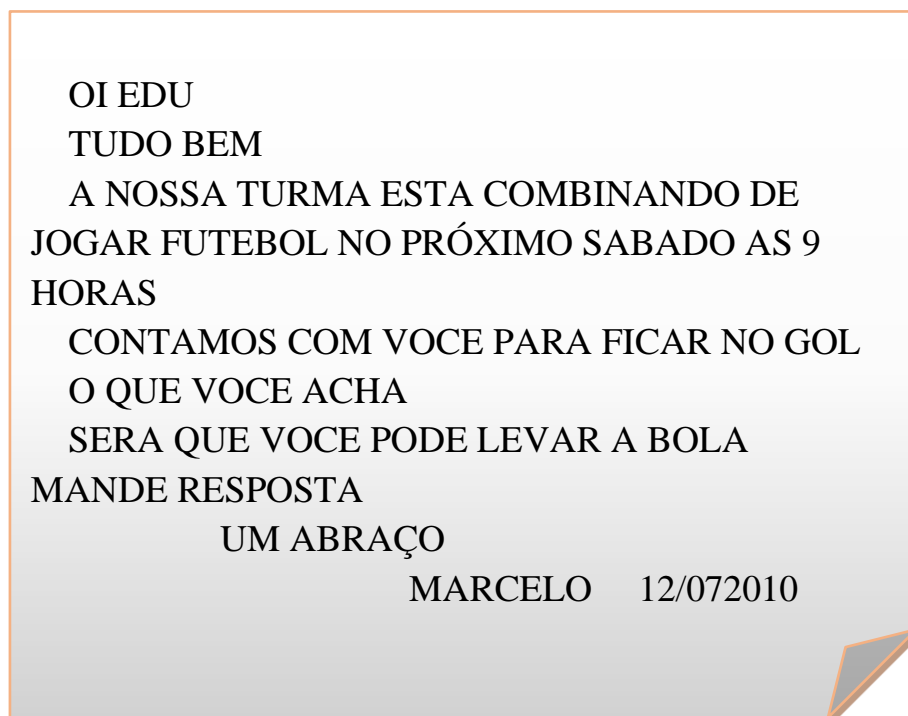 OI EDU
TUDO BEM
A NOSSA TURMA ESTA COMBINANDO DE
JOGAR FUTEBOL NO PRÓXIMO SABADO AS 9
HORAS
CONTAMOS COM VOCE PARA FICAR NO GOL
O QUE VOCE ACHA
SERA QUE VOCE PODE LEVAR A BOLA
MANDE RESPOSTA
UM ABRAÇO
MARCELO 12/072010